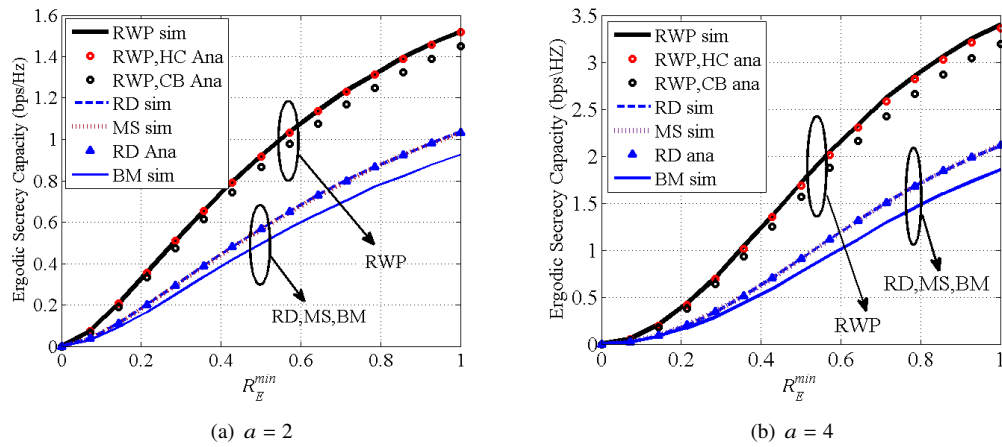 Ergodic Secrecy Capacity (bps/Hz)
1.6
1.4
1.2
1
0.8
0.6
0.4
0.2
0
RWP sim
RWP,HC Ana
RWP,CB Ana
RD sim
MS sim
RD Ana
BM sim
RWP
RD,MS,BM
0
0.2
0.4
0.6
0.8
1
R_E^min
(a) a = 2
Ergodic Secrecy Capacity (bps\HZ)
3.5
3
2.5
2
1.5
1
0.5
0
RWP sim
RWP,HC ana
RWP,CB ana
RD sim
MS sim
RD ana
BM sim
RD,MS,BM
RWP
0
0.2
0.4
0.6
0.8
1
R_E^min
(b) a = 4